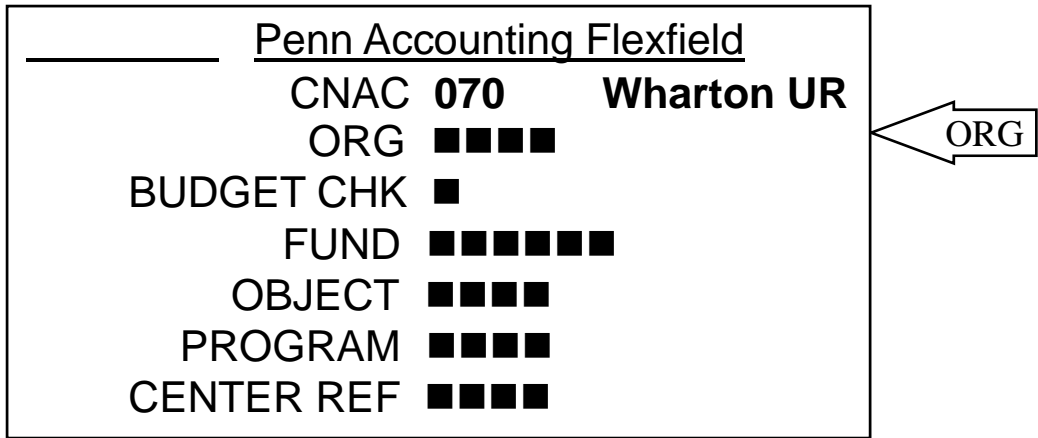 Penn Accounting Flexfield
CNAC 070 Wharton UR
ORG ■■■■
ORG
BUDGET CHK ■
FUND ■■■■■■
OBJECT ■■■■
PROGRAM ■■■■
CENTER REF ■■■■